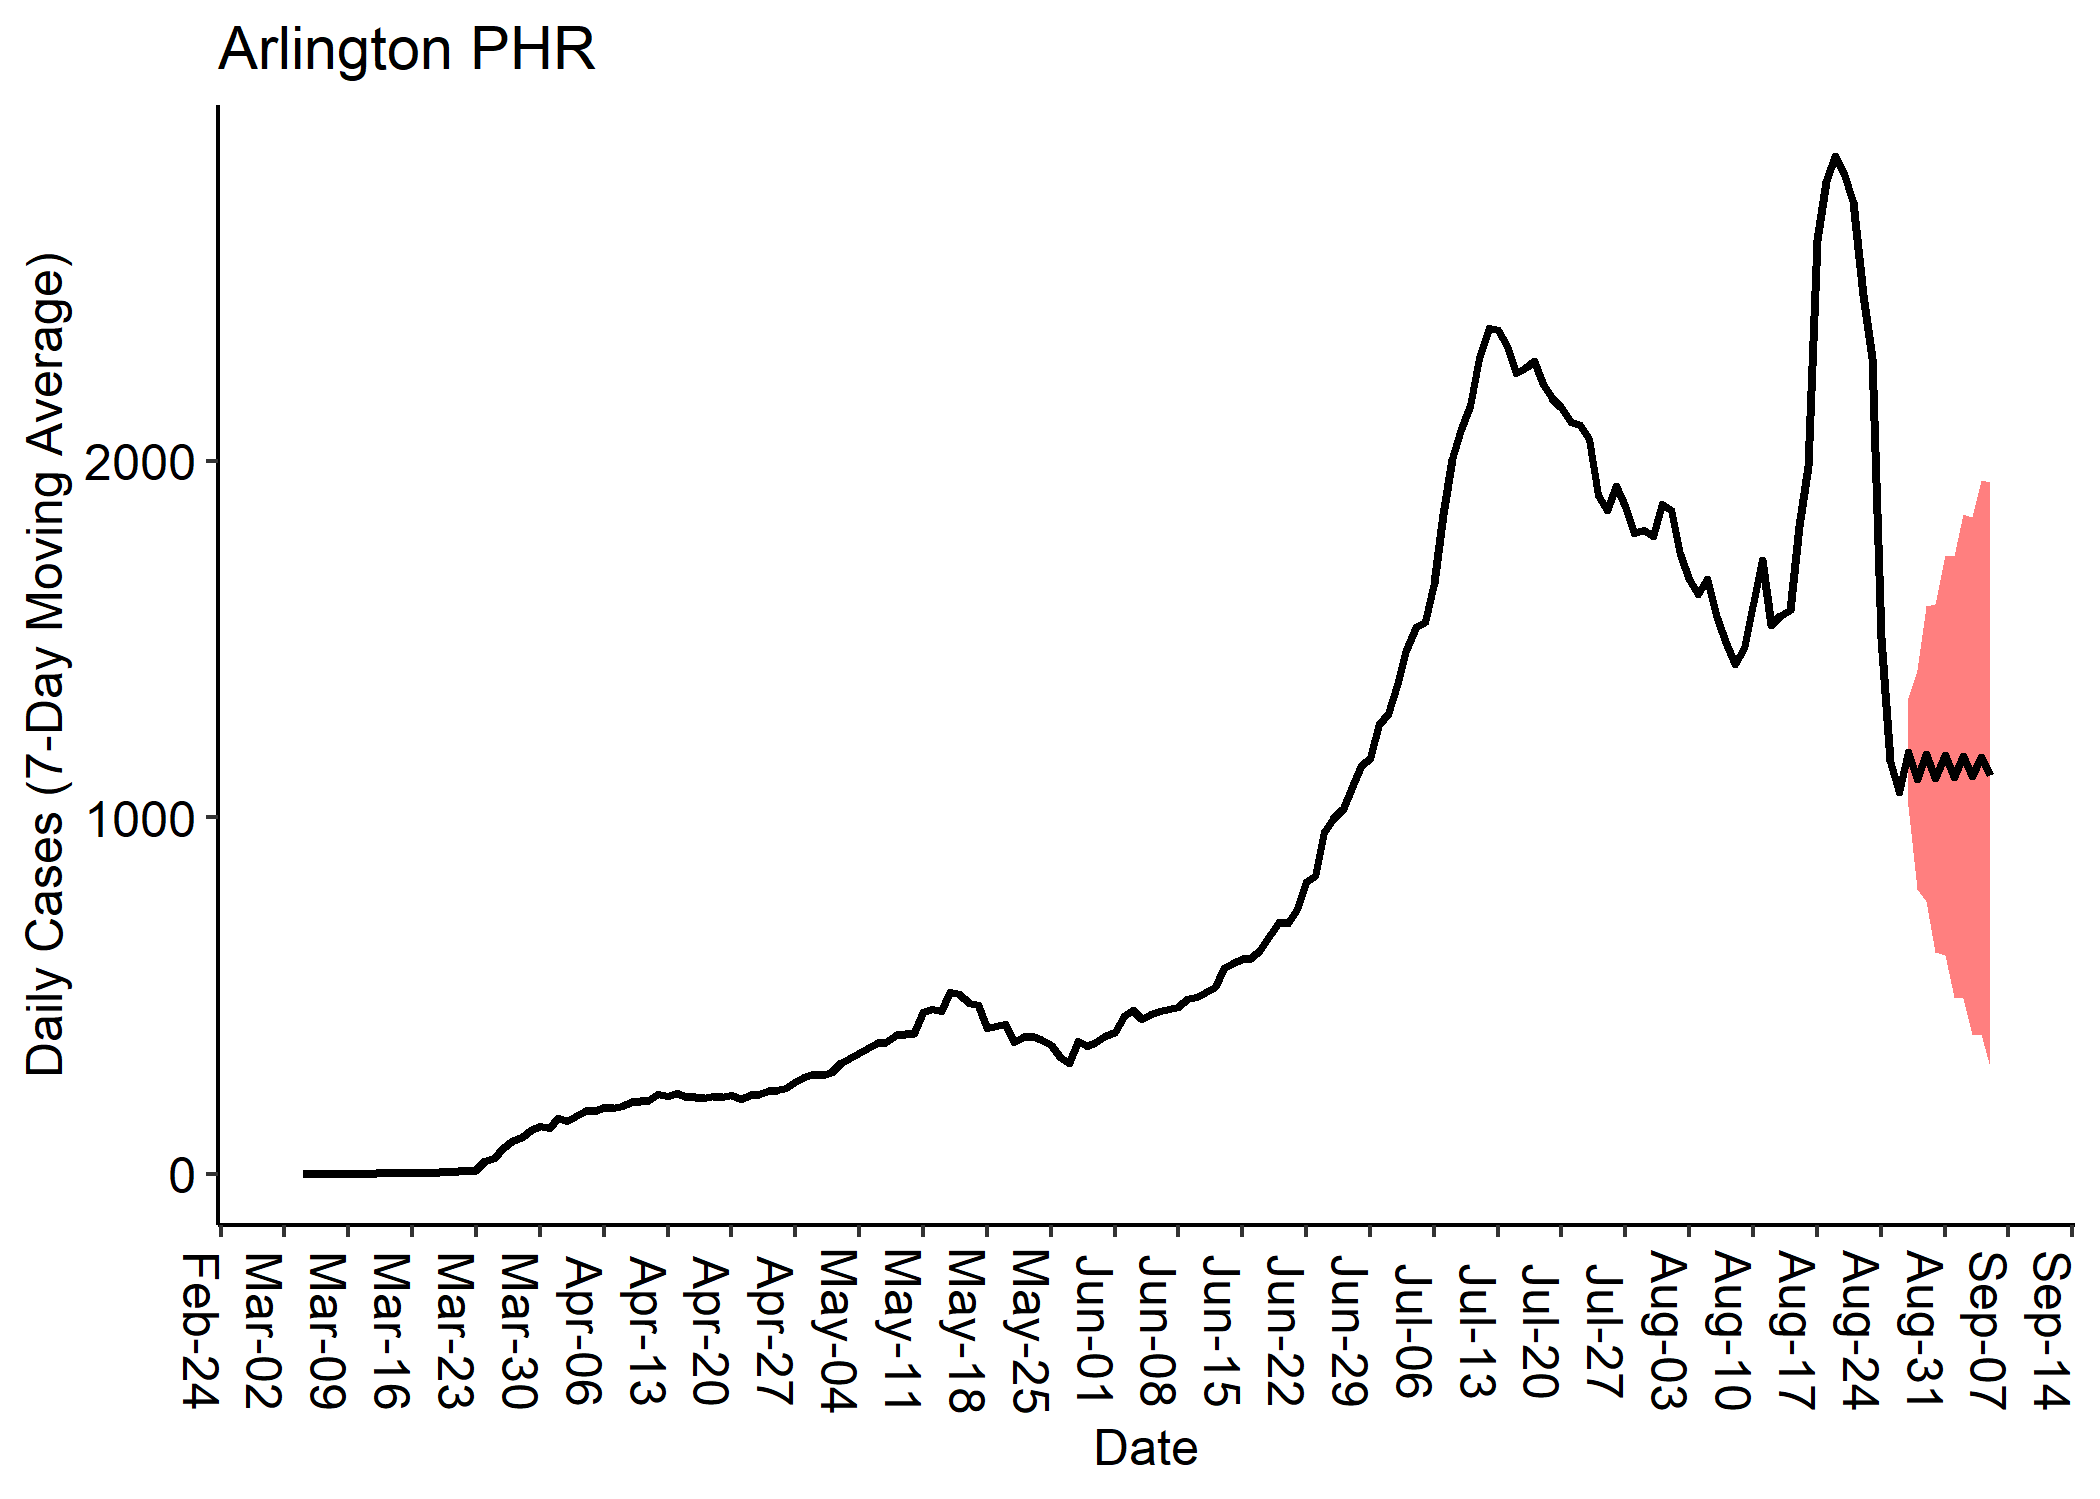 Arlington PHR
Daily Cases (7-Day Moving Average)
2000
1000
0
Feb-24
Mar-02
Mar-09
Mar-16
Mar-23
Mar-30
Apr-06
Apr-13
Apr-20
Apr-27
May-04
May-11
May-18
May-25
Jun-01
Jun-08
Jun-15
Jun-22
Jun-29
Jul-06
Jul-13
Jul-20
Jul-27
Aug-03
Aug-10
Aug-17
Aug-24
Aug-31
Sep-07
Sep-14
Date